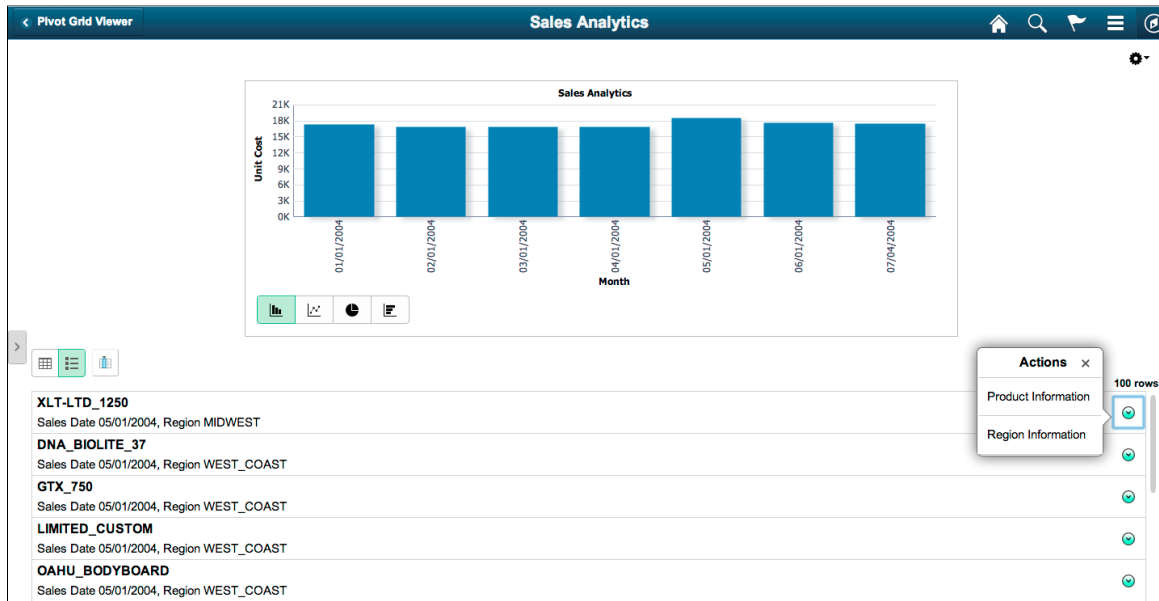 Pivot Grid Viewer
Sales Analytics
Sales Analytics
21K
18K
15K
12K
9K
6K
3K
0K
Unit Cost
01/01/2004
02/01/2004
03/01/2004
04/01/2004
05/01/2004
06/01/2004
07/04/2004
Month
Actions
Product Information
Region Information
100 rows
XLT-LTD_1250
Sales Date 05/01/2004, Region MIDWEST
DNA_BIOLITE_37
Sales Date 05/01/2004, Region WEST_COAST
GTX_750
Sales Date 05/01/2004, Region WEST_COAST
LIMITED_CUSTOM
Sales Date 05/01/2004, Region WEST_COAST
OAHU_BODYBOARD
Sales Date 05/01/2004, Region WEST_COAST